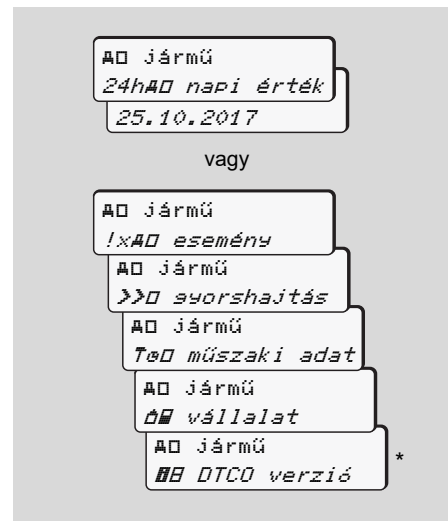 jármű
24h napi érték
25.10.2017
vagy
jármű
!x esemény
jármű
>> gyorshajtás
jármű
műszaki adat
jármű
vállalat
jármű
DTCO verzió
*